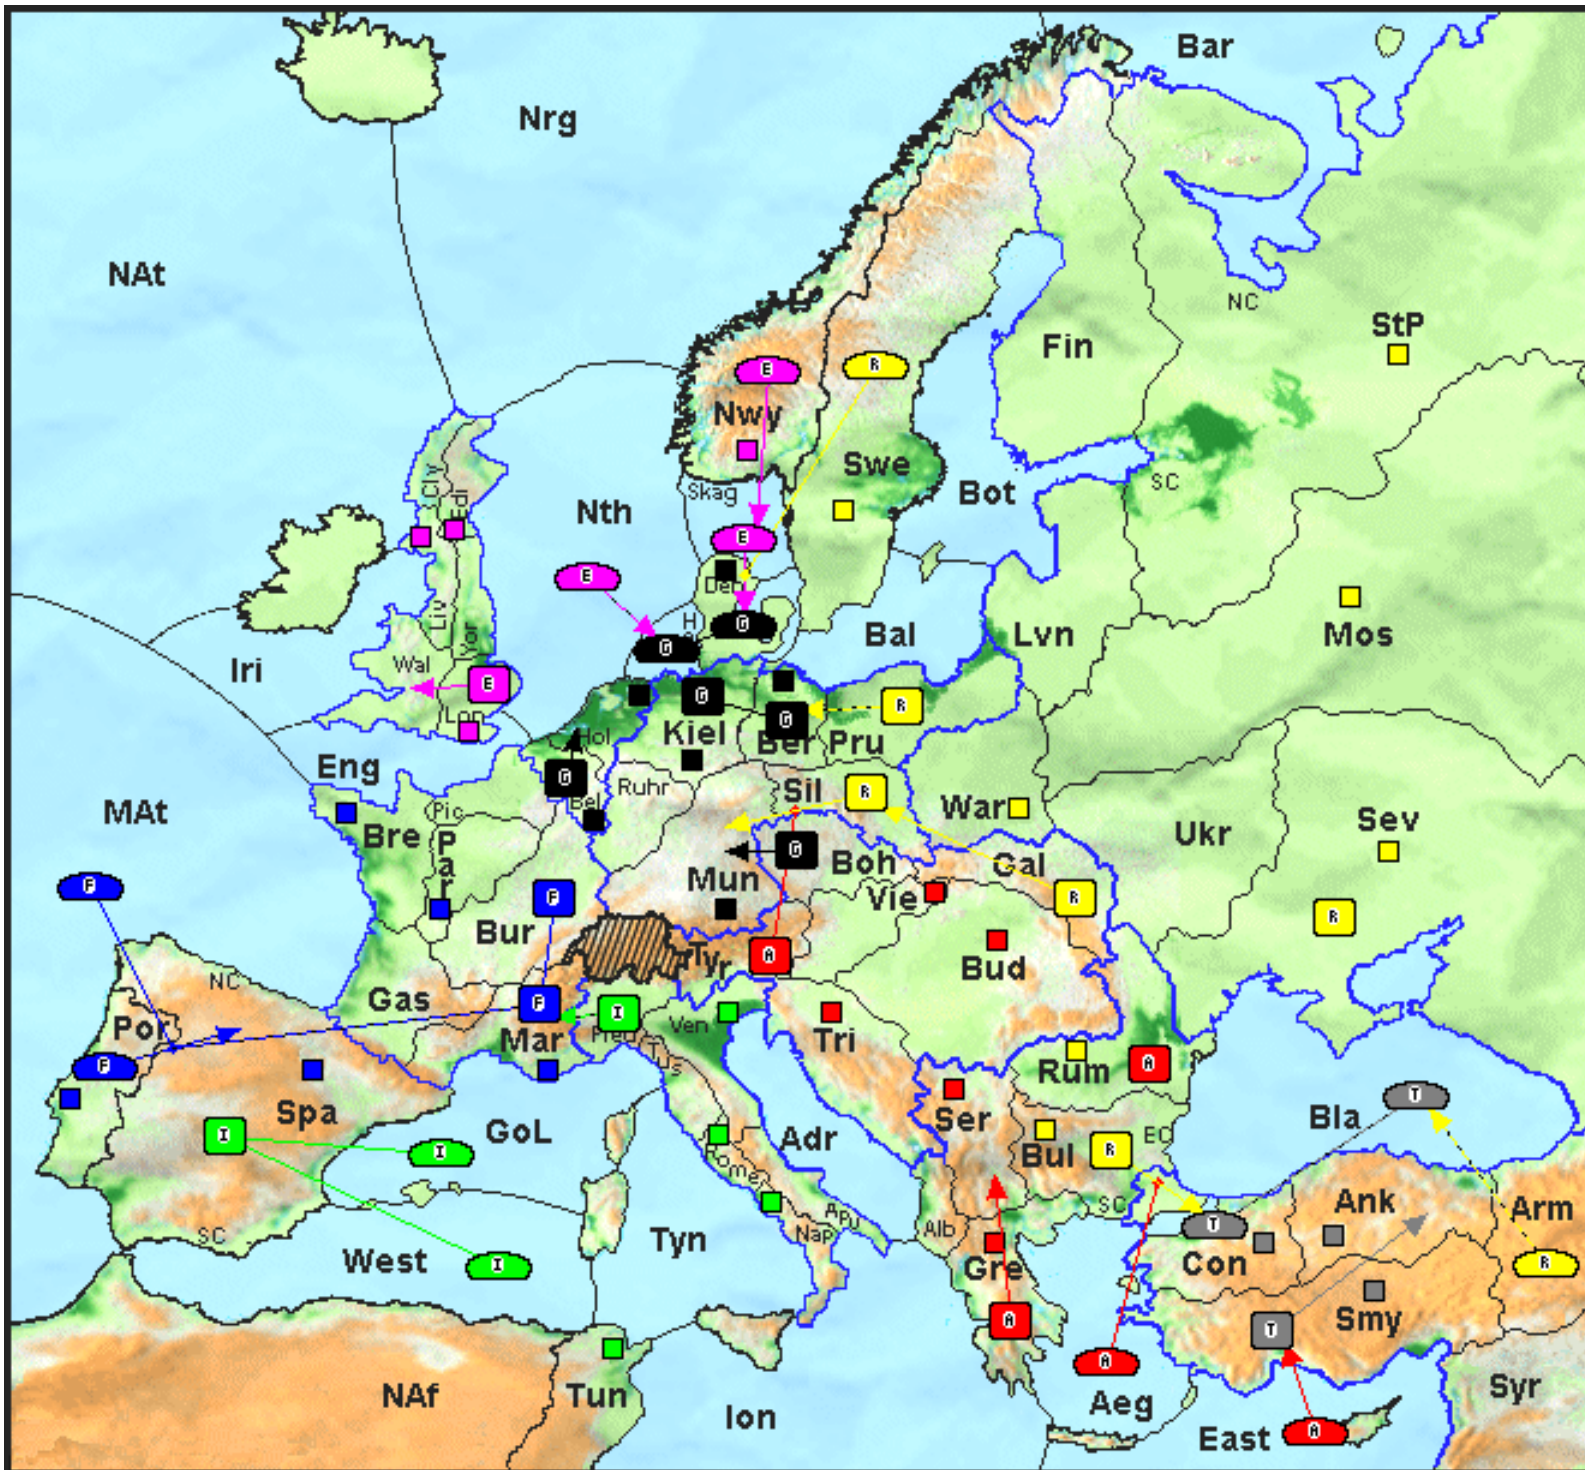 Bar
Nrg
NAt
NC
StP
Fin
E
R
Nwy
Swe
Skag
Bot
SC
Cly
Edi
Nth
E
E
Den
Liv
Yor
H
G
G
Bal
Lvn
Mos
Iri
Wal
E
Lon
G
G
R
Hol
Kiel
Ber
Pru
Eng
G
Bel
Ruhr
Sil
R
War
MAt
Bre
Pic
Par
Ukr
Sev
G
Boh
Gal
Mun
Vie
F
F
R
R
Bur
Tyr
A
Bud
NC
Gas
F
I
Pied
Ven
Por
Mar
Tus
Tri
F
Rum
A
Spa
GoL
Ser
T
Bla
I
I
Rome
Adr
Bul
R
EC
SC
West
I
Tyn
Apu
Nap
Alb
SC
T
Con
Ank
Arm
R
Gre
A
T
Smy
A
NAf
Tun
Ion
Aeg
East
A
Syr